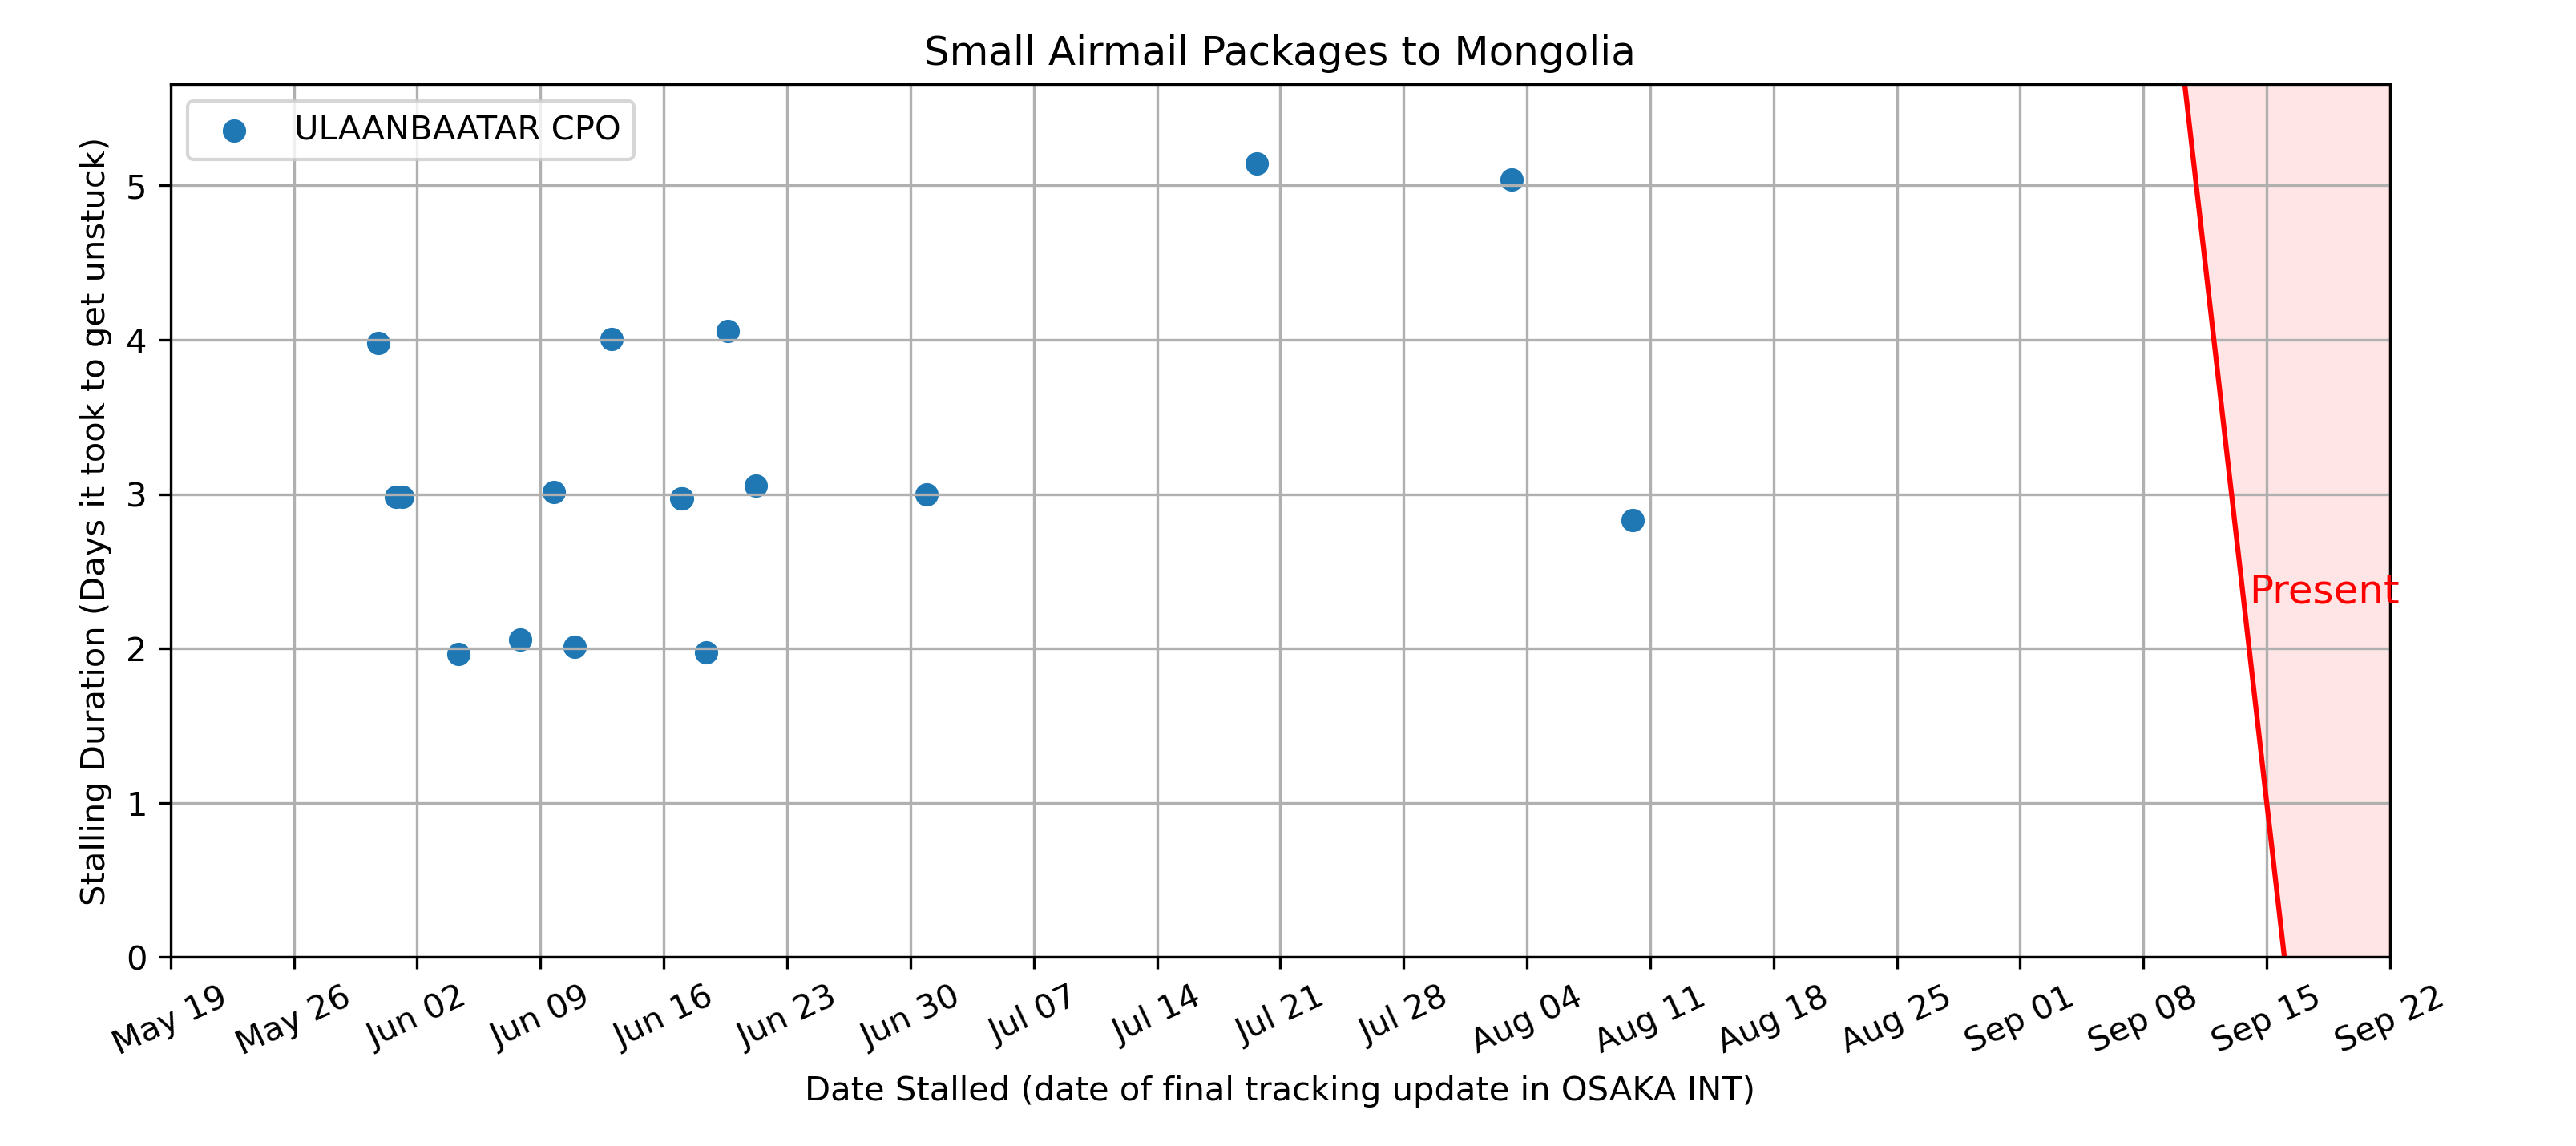 Small Airmail Packages to Mongolia
ULAANBAATAR CPO
Stalling Duration (Days it took to get unstuck)
5
4
3
2
1
0
Present
May 19
May 26
Jun 02
Jun 09
Jun 16
Jun 23
Jun 30
Jul 07
Jul 14
Jul 21
Jul 28
Aug 04
Aug 11
Aug 18
Aug 25
Sep 01
Sep 08
Sep 15
Sep 22
Date Stalled (date of final tracking update in OSAKA INT)